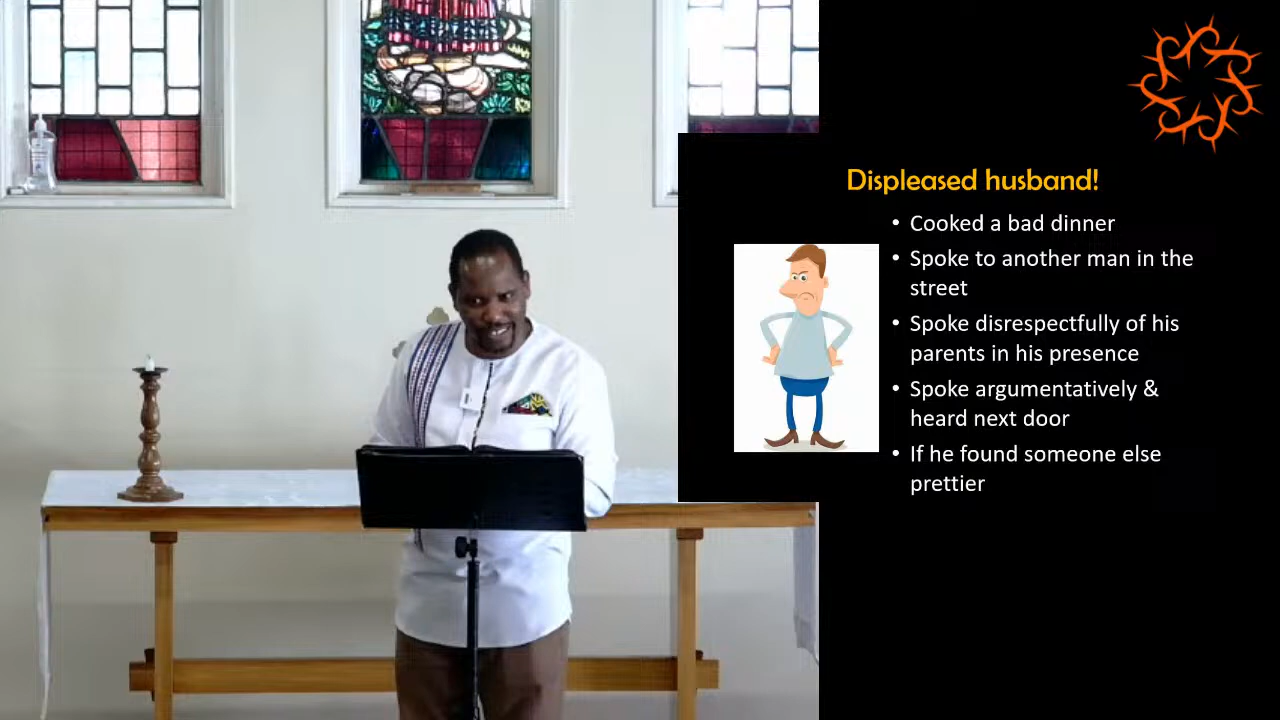 Displeased husband!
• Cooked a bad dinner
• Spoke to another man in the
street
• Spoke disrespectfully of his
parents in his presence
• Spoke argumentatively &
heard next door
• If he found someone else
prettier